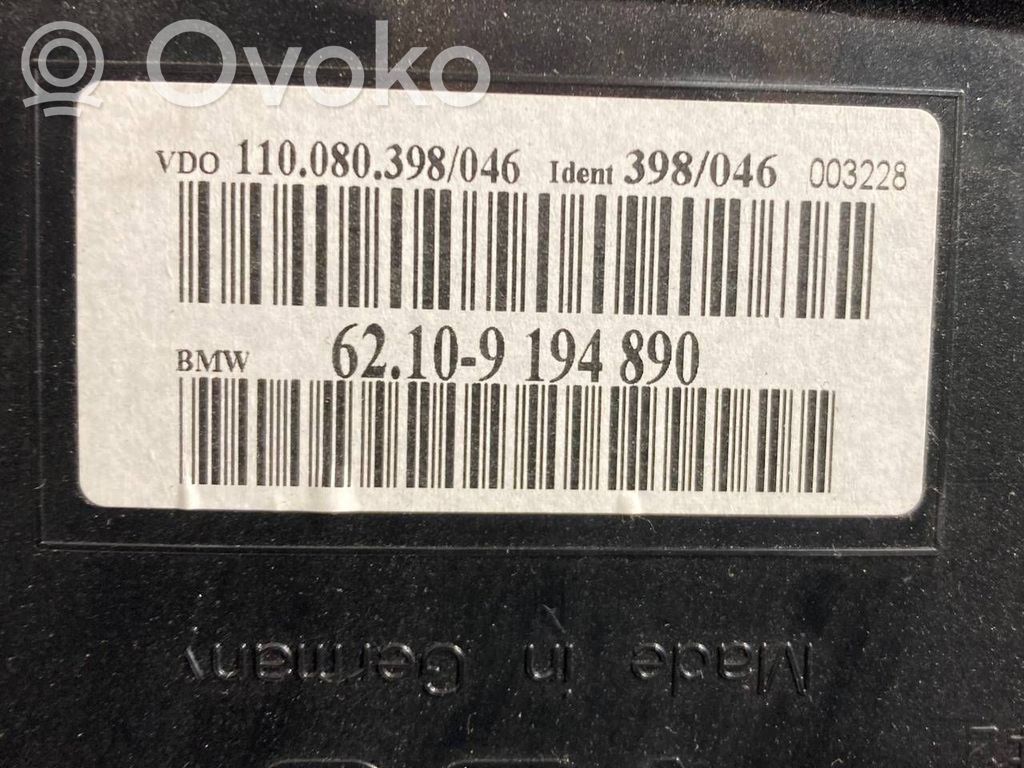 Ovoko
VDO 110.080.398/046 Ident 398/046 003228
BMW 62.10-9 194 890
Made in Germany